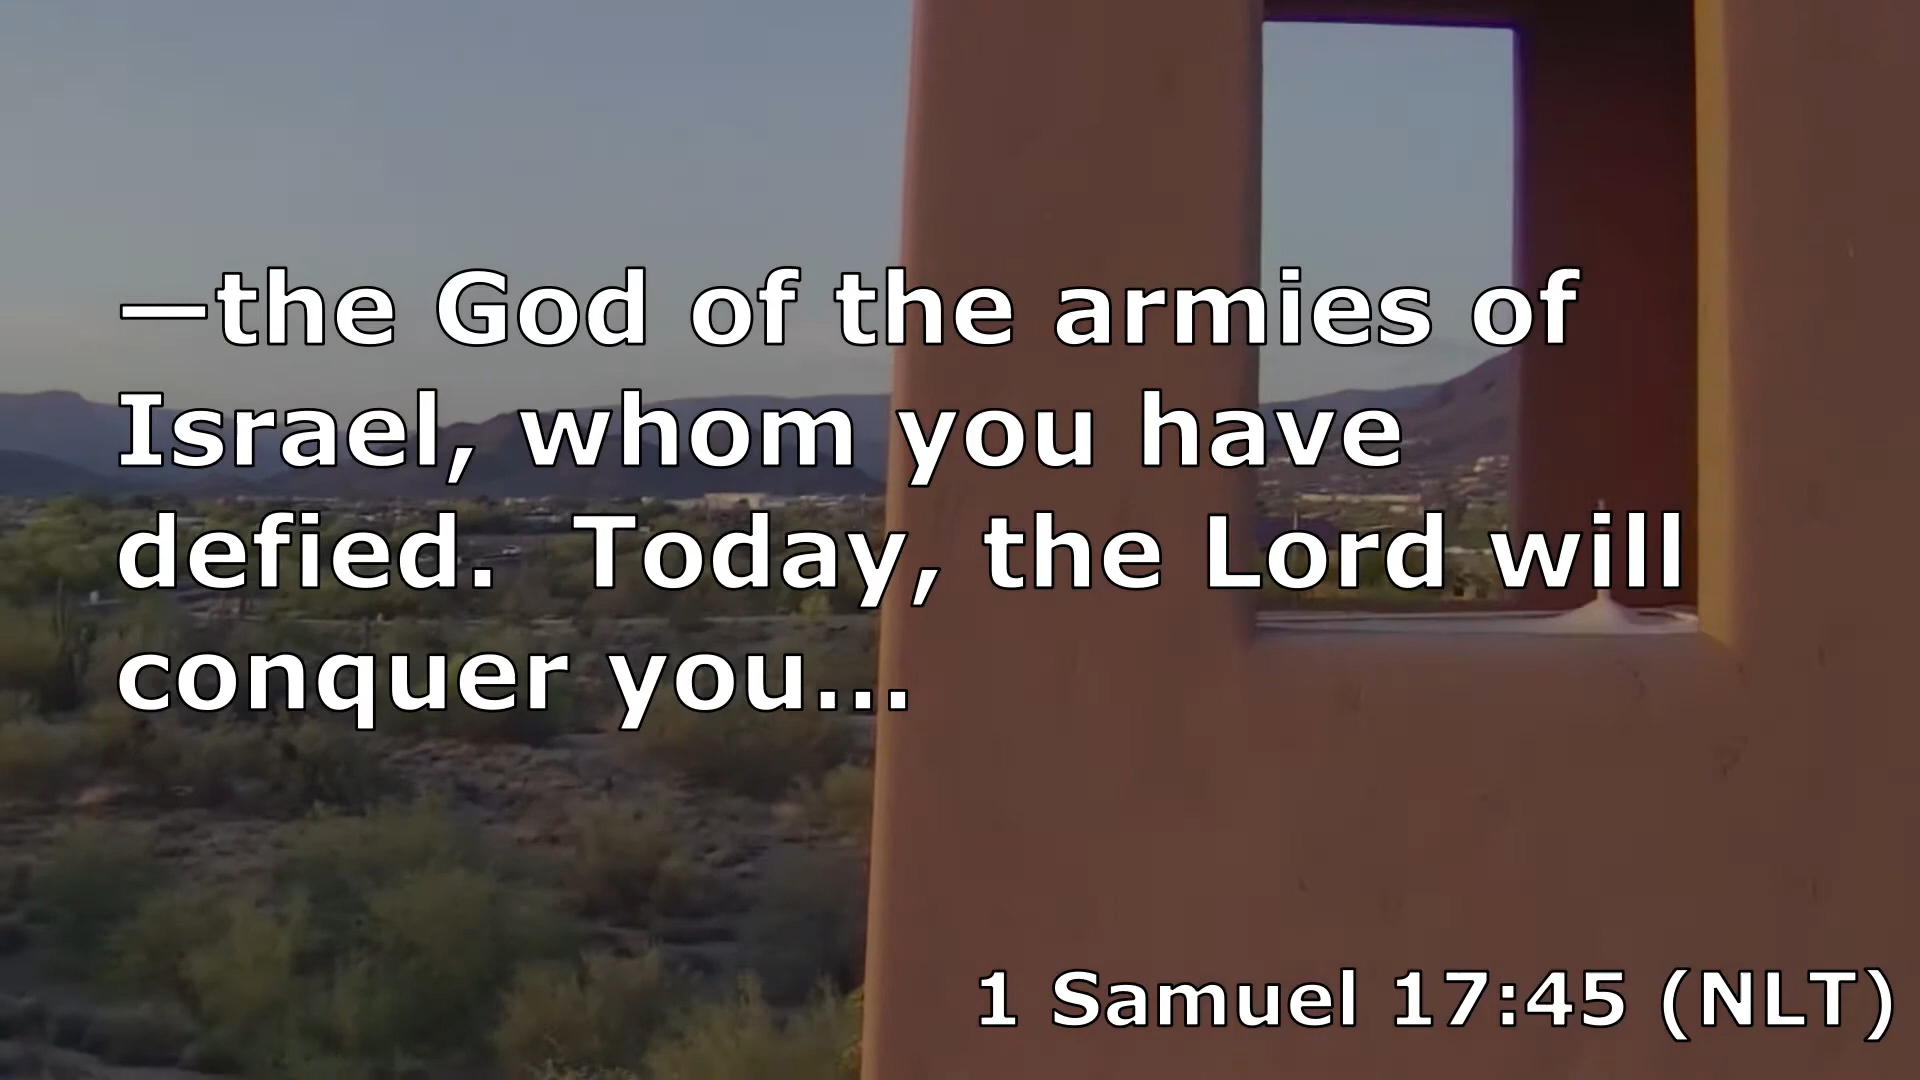 —the God of the armies of
Israel, whom you have
defied.  Today, the Lord will
conquer you...
1 Samuel 17:45 (NLT)